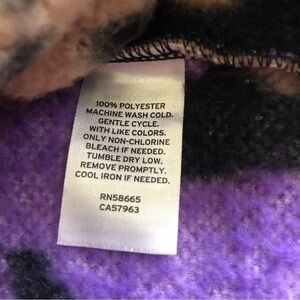 100% POLYESTER
MACHINE WASH COLD.
GENTLE CYCLE.
WITH LIKE COLORS.
ONLY NON-CHLORINE
BLEACH IF NEEDED.
TUMBLE DRY LOW.
REMOVE PROMPTLY.
COOL IRON IF NEEDED.
RN58665
CA57963